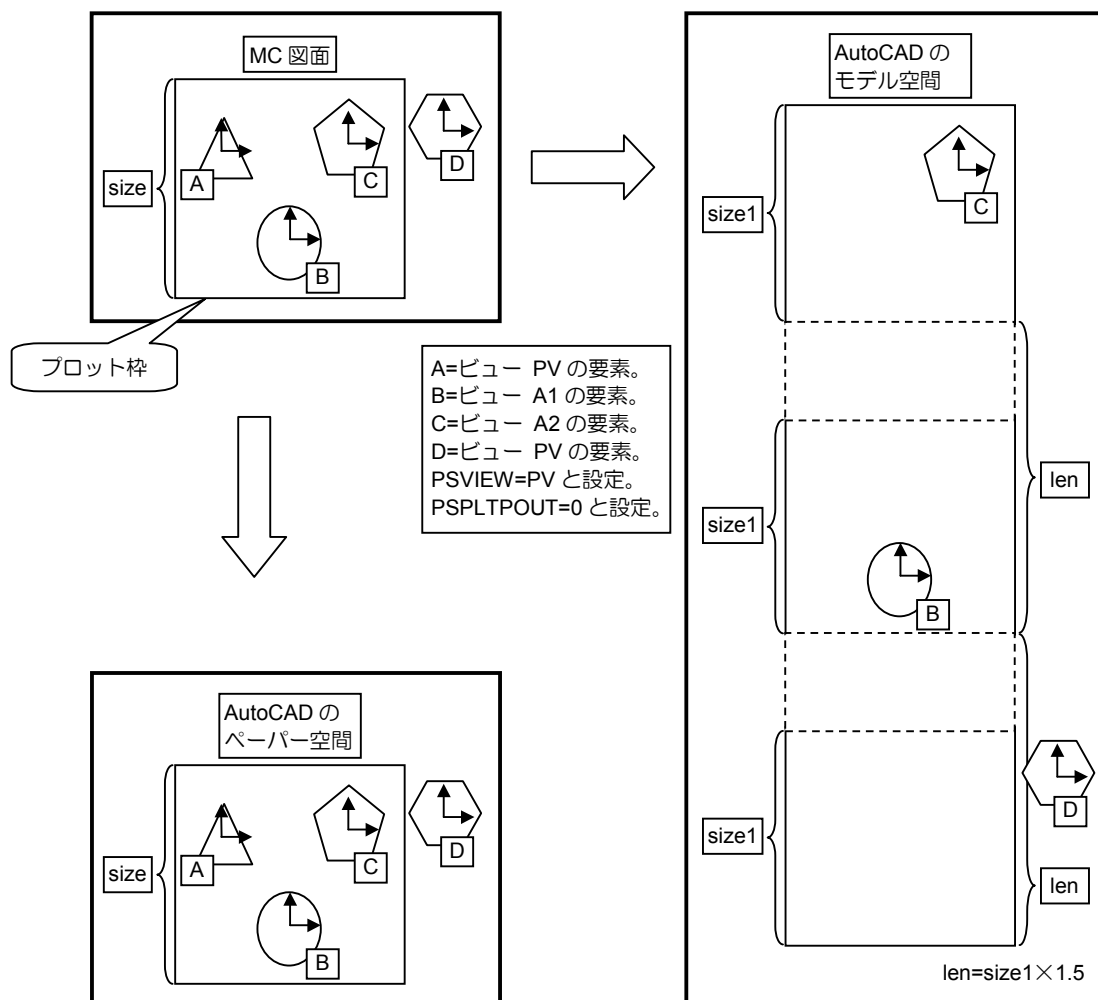 MC 図面
size
A
B
C
D
プロット枠
A=ビュー PV の要素。
B=ビュー A1 の要素。
C=ビュー A2 の要素。
D=ビュー PV の要素。
PSVIEW=PV と設定。
PSPLTPOUT=0 と設定。
AutoCAD の
ペーパー空間
size
A
B
C
D
AutoCAD の
モデル空間
size1
C
size1
B
len
size1
D
len
len=size1×1.5